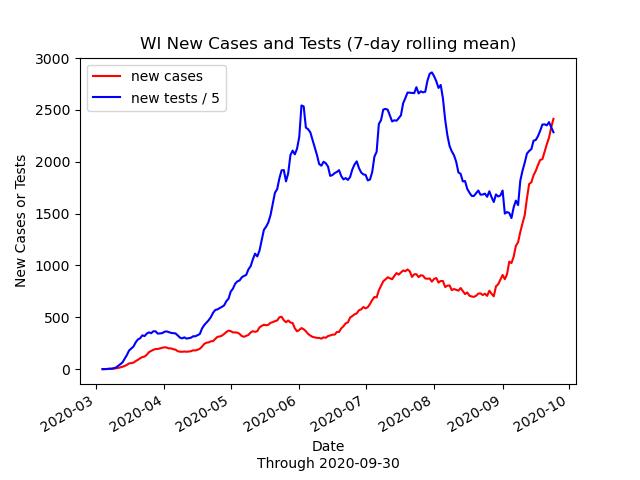 WI New Cases and Tests (7-day rolling mean)
new cases
new tests / 5
3000
2500
2000
1500
1000
500
0
New Cases or Tests
2020-03
2020-04
2020-05
2020-06
2020-07
2020-08
2020-09
2020-10
Date
Through 2020-09-30